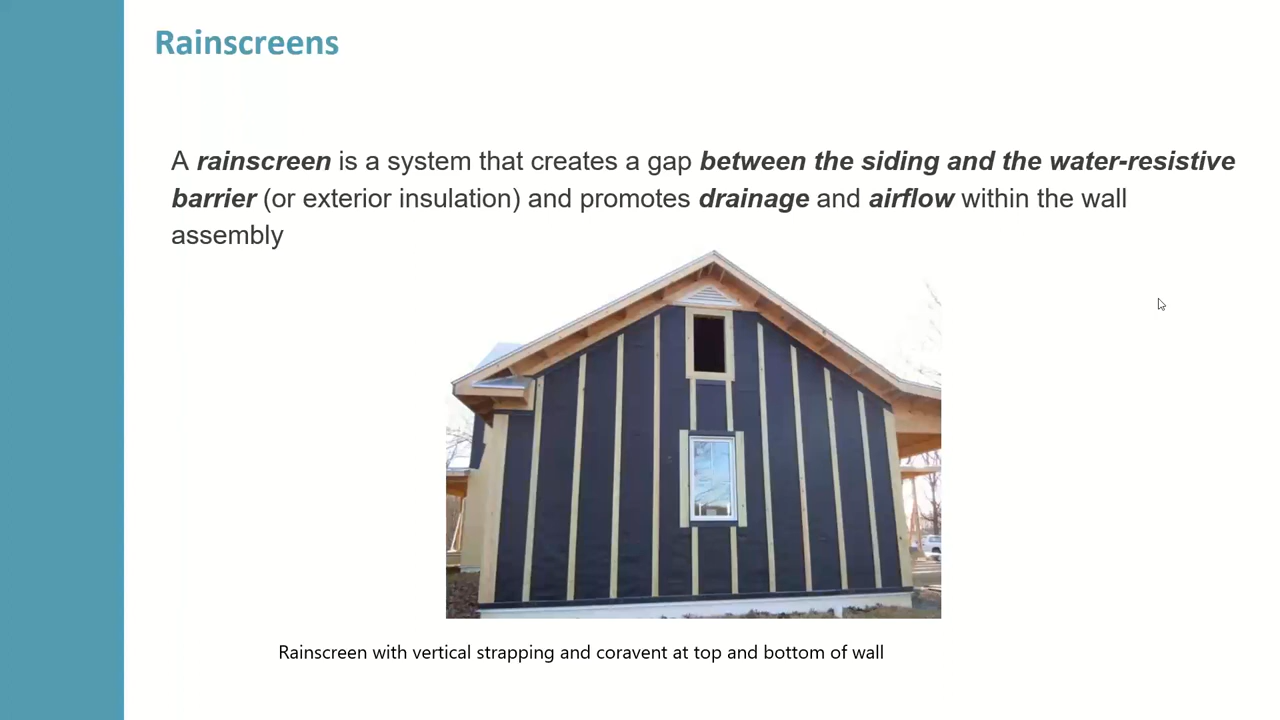 Rainscreens
A rainscreen is a system that creates a gap between the siding and the water-resistive
barrier (or exterior insulation) and promotes drainage and airflow within the wall
assembly
Rainscreen with vertical strapping and coravent at top and bottom of wall